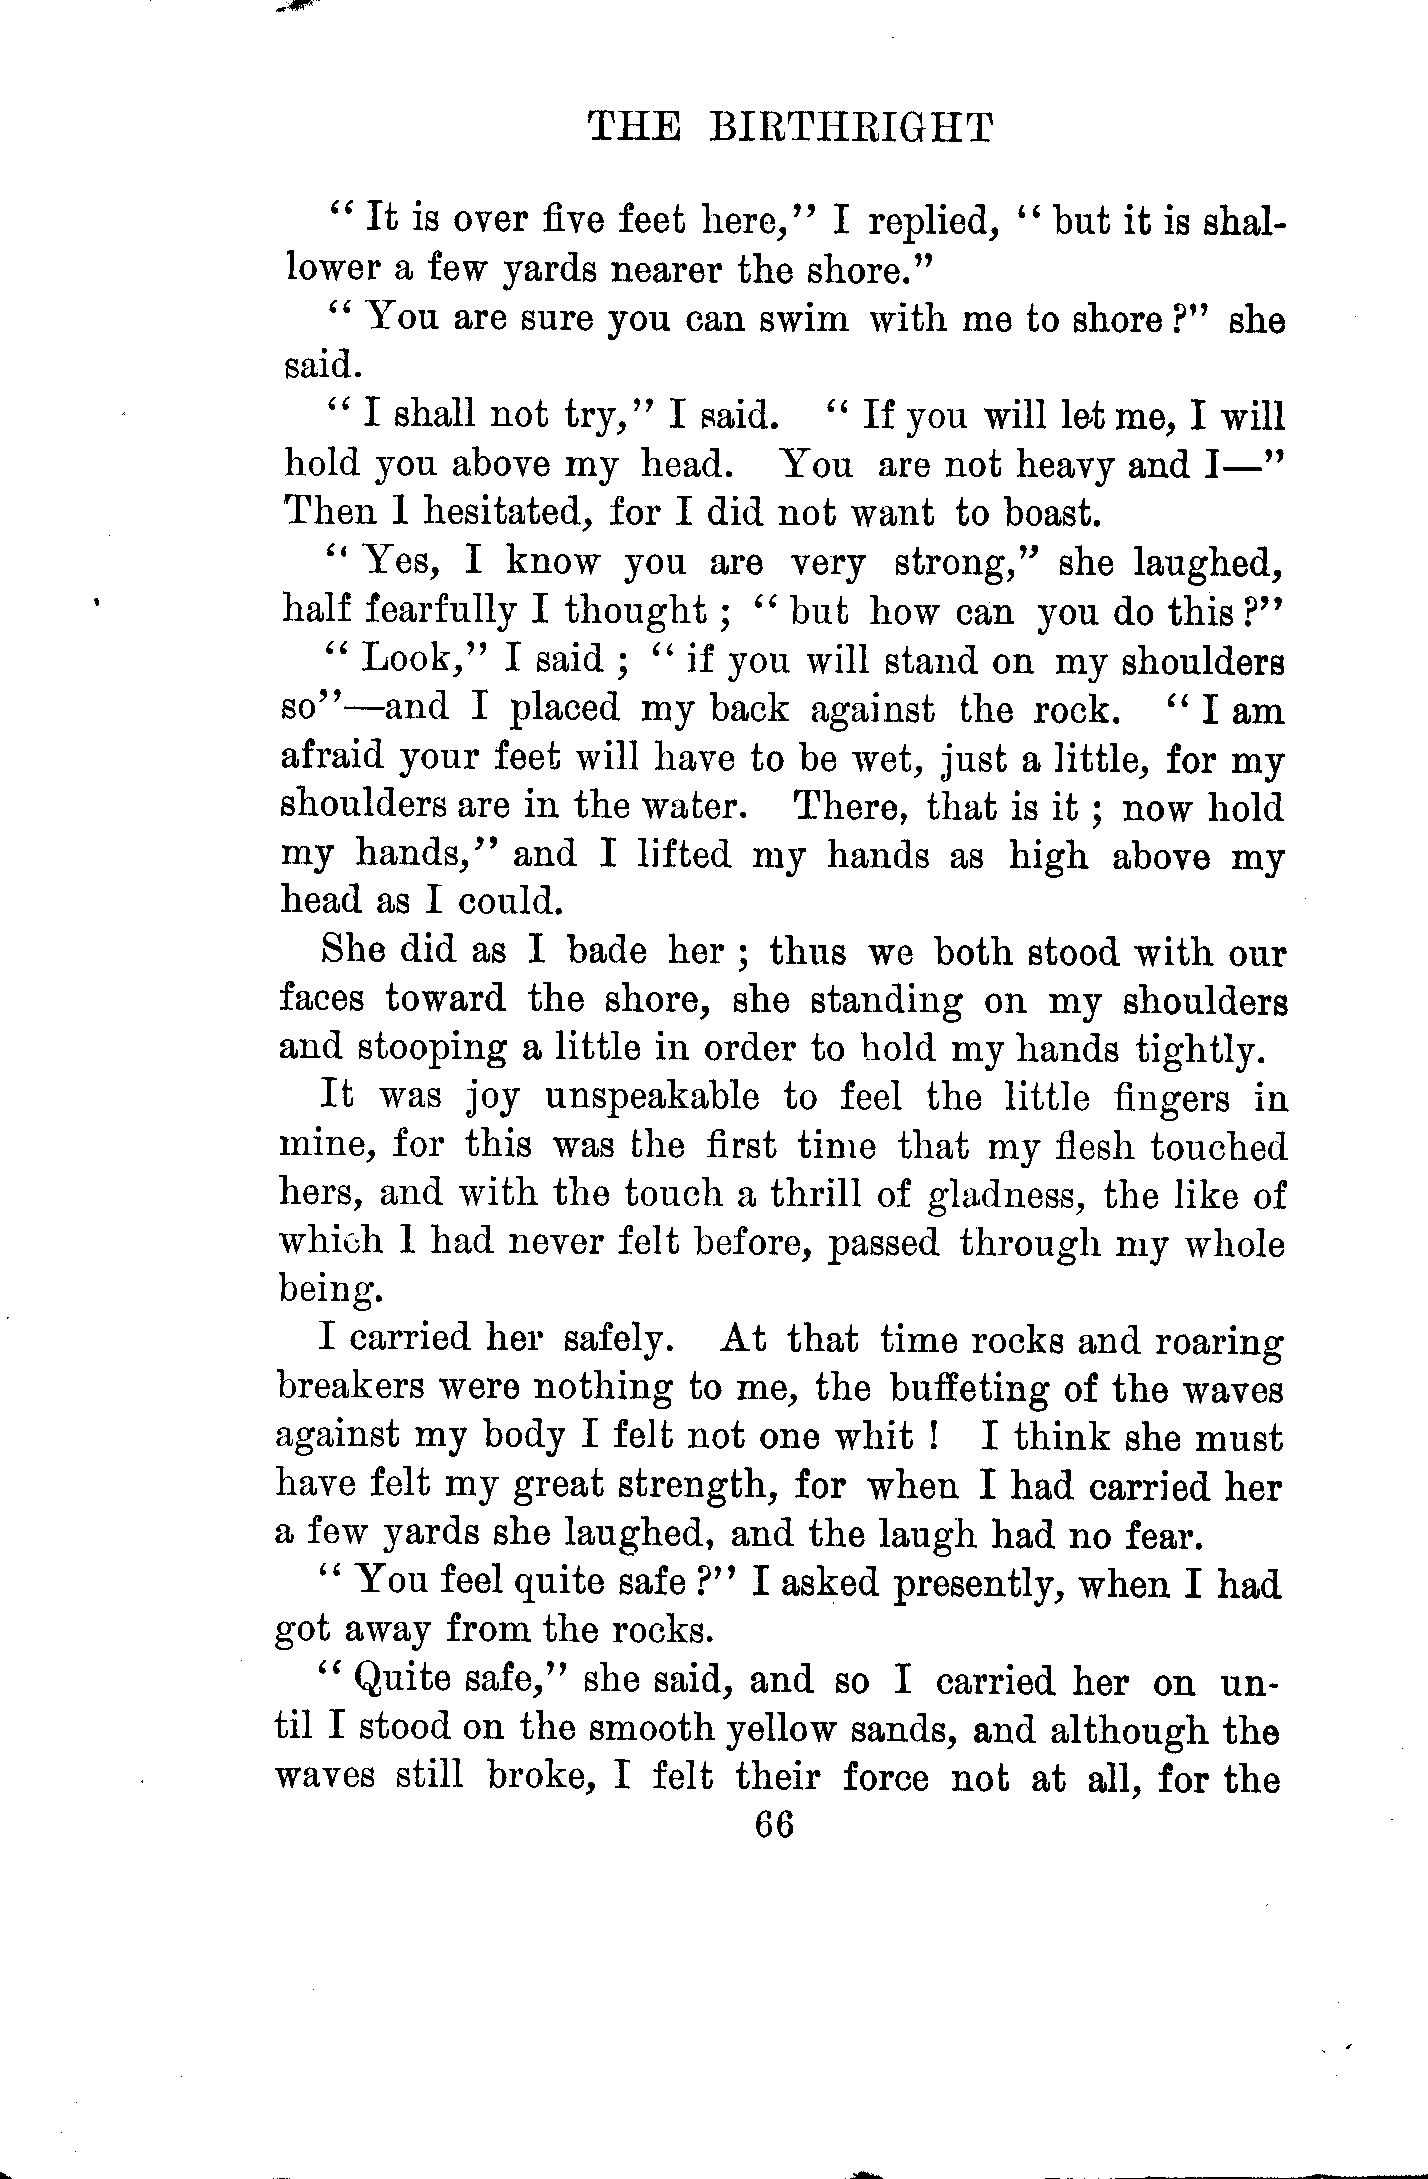 THE BIRTHRIGHT
“ It is over five feet here,” I replied, “ but it is shal-
lower a few yards nearer the shore.”
“ You are sure you can swim with me to shore ?” she
said.
“ I shall not try,” I said. “ If you will let me, I will
hold you above my head. You are not heavy and I—”
Then I hesitated, for I did not want to boast.
“ Yes, I know you are very strong,” she laughed,
half fearfully I thought ; “ but how can you do this ?”
“ Look,” I said ; “ if you will stand on my shoulders
so”—and I placed my back against the rock. “ I am
afraid your feet will have to be wet, just a little, for my
shoulders are in the water. There, that is it ; now hold
my hands,” and I lifted my hands as high above my
head as I could.
She did as I bade her ; thus we both stood with our
faces toward the shore, she standing on my shoulders
and stooping a little in order to hold my hands tightly.
It was joy unspeakable to feel the little fingers in
mine, for this was the first time that my flesh touched
hers, and with the touch a thrill of gladness, the like of
which I had never felt before, passed through my whole
being.
I carried her safely. At that time rocks and roaring
breakers were nothing to me, the buffeting of the waves
against my body I felt not one whit ! I think she must
have felt my great strength, for when I had carried her
a few yards she laughed, and the laugh had no fear.
“ You feel quite safe ?” I asked presently, when I had
got away from the rocks.
“ Quite safe,” she said, and so I carried her on un-
til I stood on the smooth yellow sands, and although the
waves still broke, I felt their force not at all, for the
66